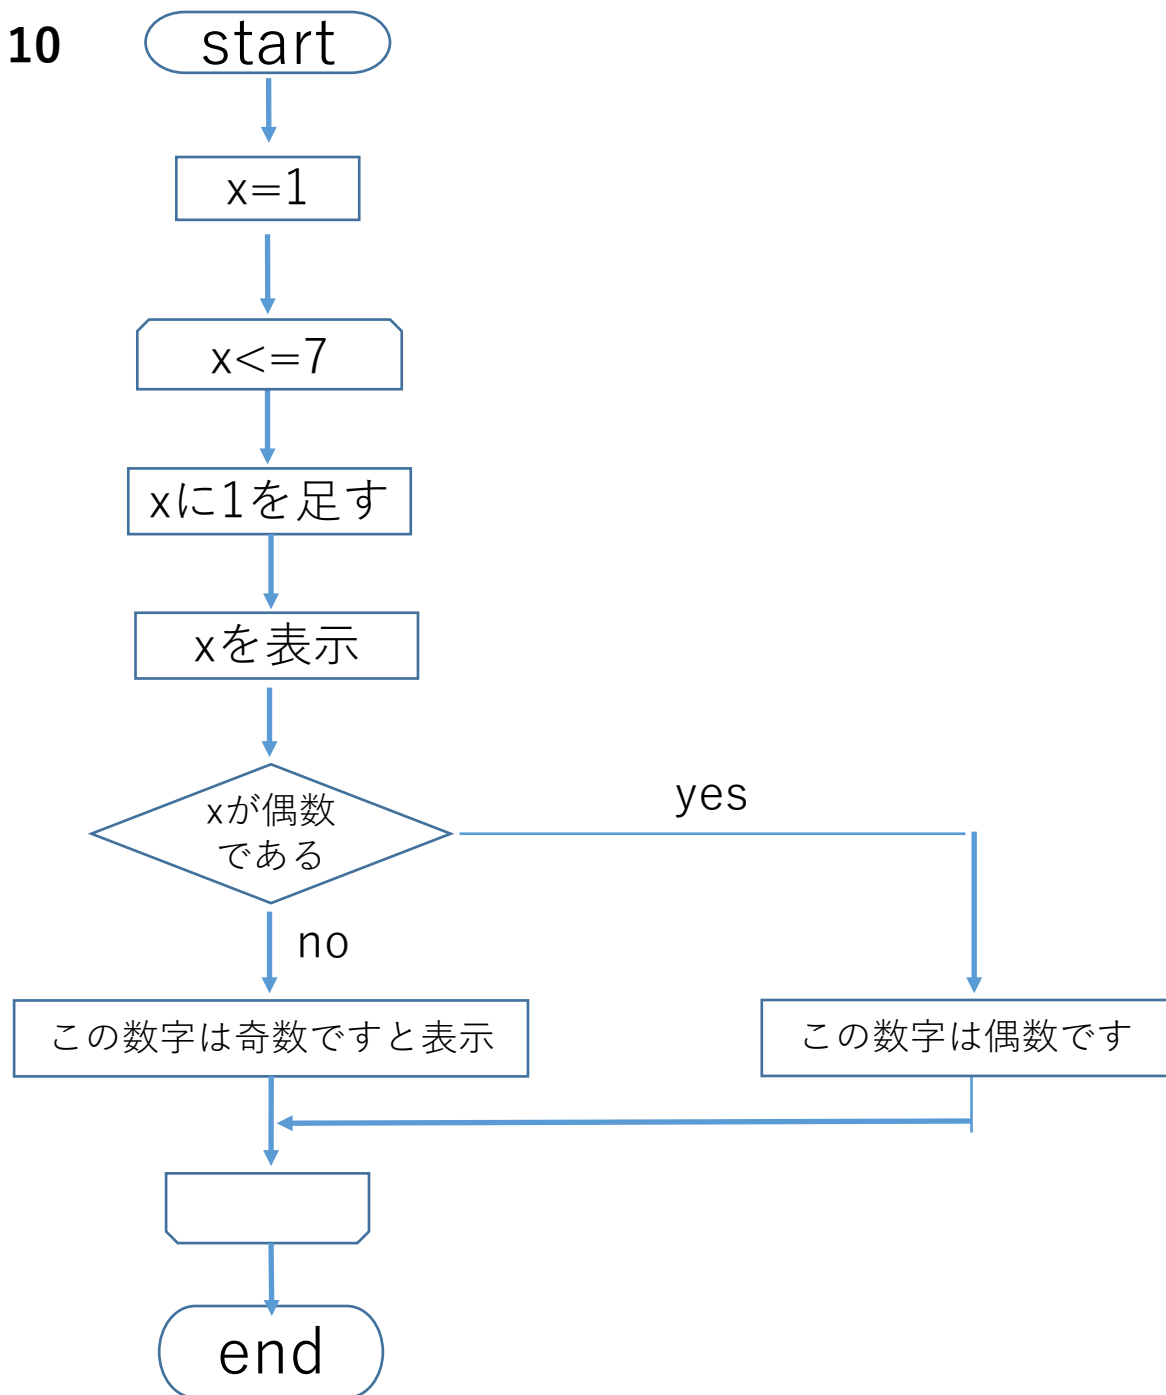 10
start
x=1
x<=7
xに1を足す
xを表示
xが偶数
である
yes
no
この数字は奇数ですと表示
この数字は偶数です
end